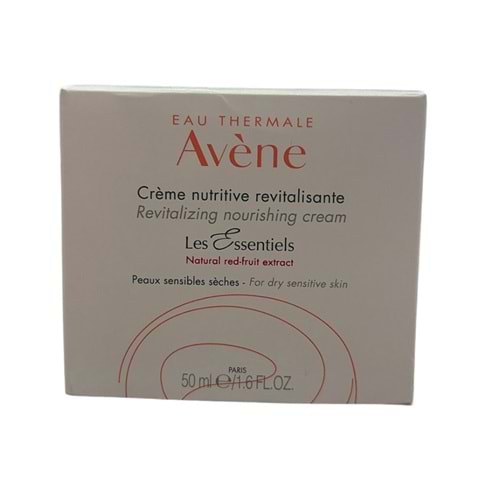 EAU THERMALE
Avène
Crème nutritive revitalisante
Revitalizing nourishing cream
Les Essentiels
Natural red-fruit extract
Peaux sensibles sèches - For dry sensitive skin
PARIS
50 ml ℮/1.6 FL.OZ.